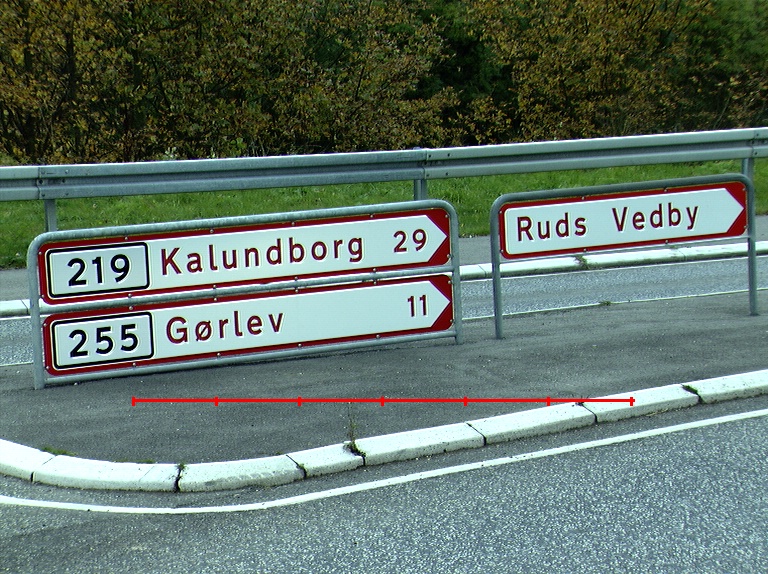 219 Kalundborg 29
255 Gørlev 11
Ruds Vedby